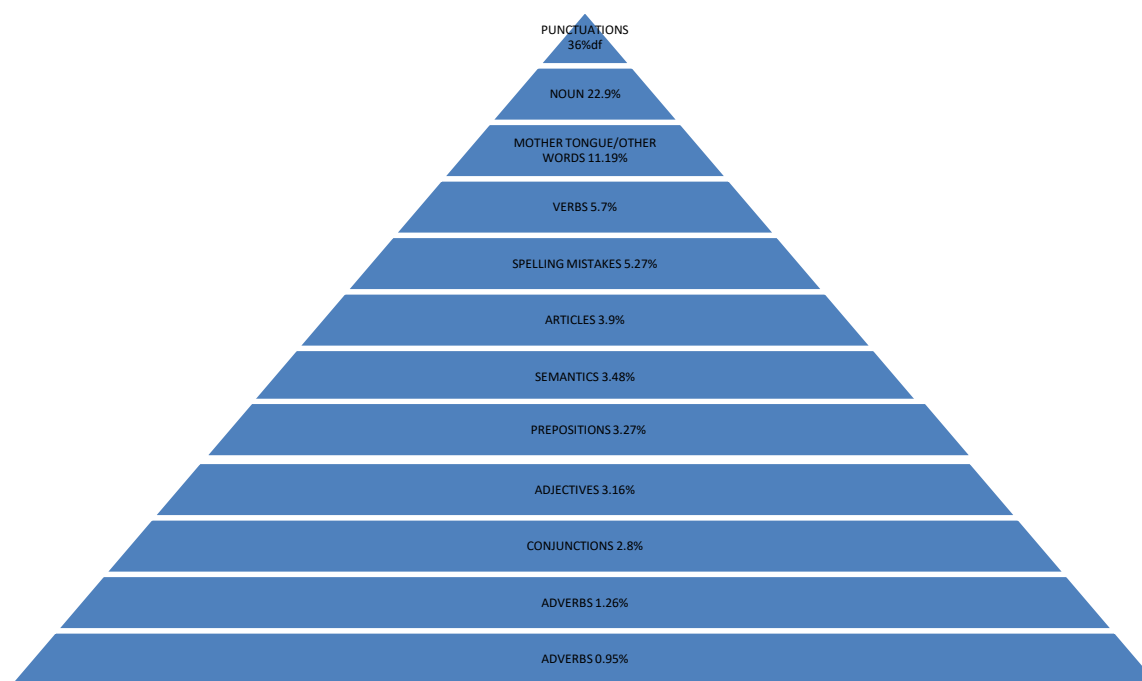 PUNCTUATIONS
36%df
NOUN 22.9%
MOTHER TONGUE/OTHER
WORDS 11.19%
VERBS 5.7%
SPELLING MISTAKES 5.27%
ARTICLES 3.9%
SEMANTICS 3.48%
PREPOSITIONS 3.27%
ADJECTIVES 3.16%
CONJUNCTIONS 2.8%
ADVERBS 1.26%
ADVERBS 0.95%